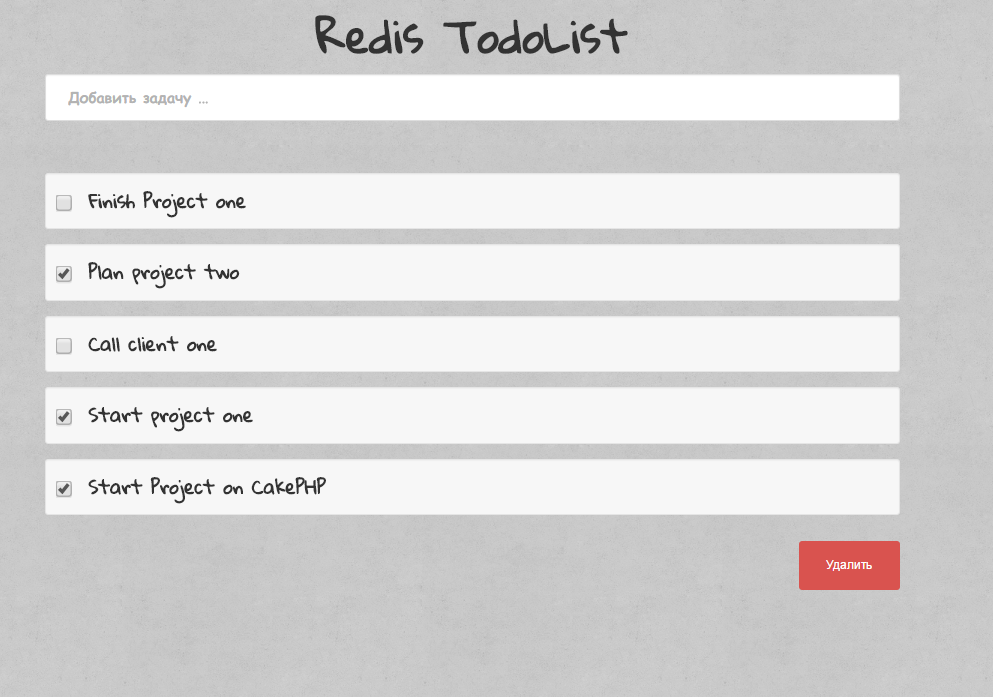 Redis TodoList
Добавить задачу ...
Finish Project one
Plan project two
Call client one
Start project one
Start Project on CakePHP
Удалить